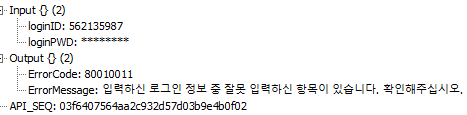 Input {} (2)
loginID: 562135987
loginPWD: ********
Output {} (2)
ErrorCode: 80010011
ErrorMessage: 입력하신 로그인 정보 중 잘못 입력하신 항목이 있습니다. 확인해주십시오.
API_SEQ: 03f6407564aa2c932d57d03b9e4b0f02